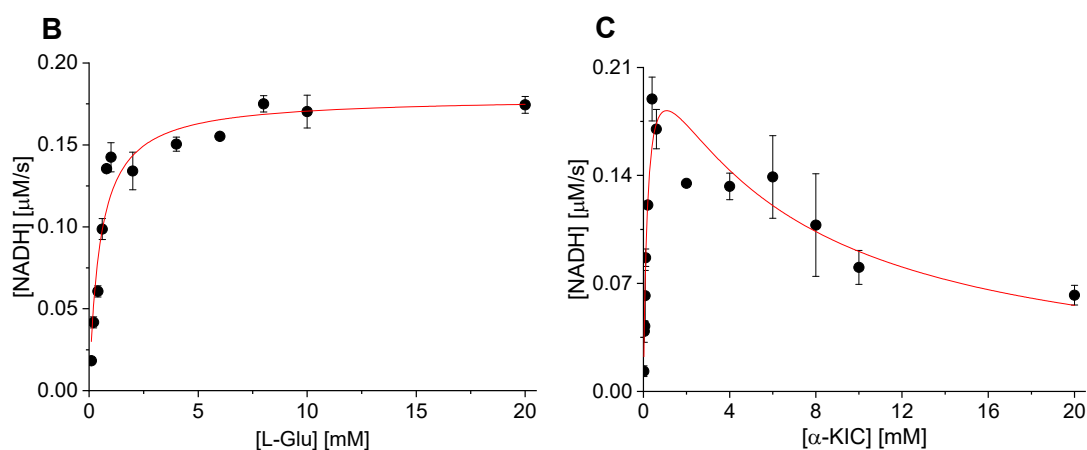 B
[NADH] [μM/s]
0.20
0.15
0.10
0.05
0.00
0 5 10 15 20
[L-Glu] [mM]
C
[NADH] [μM/s]
0.21
0.14
0.07
0.00
0 4 8 12 16 20
[α-KIC] [mM]